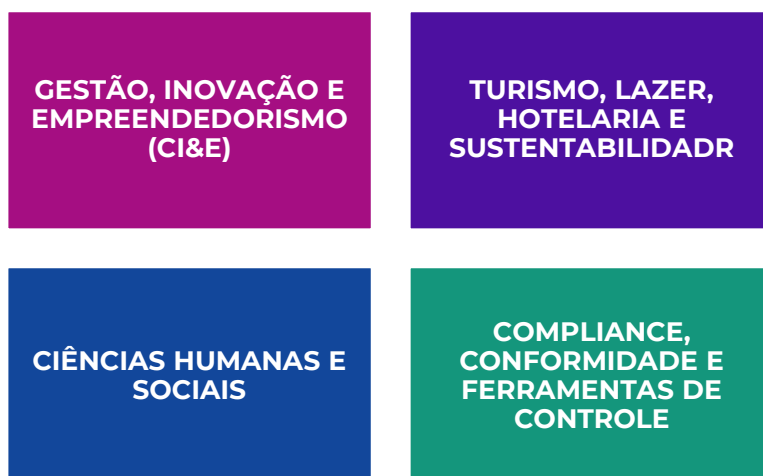 GESTÃO, INOVAÇÃO E
EMPREENDEDORISMO
(CI&E)
TURISMO, LAZER,
HOTELARIA E
SUSTENTABILIDADR
CIÊNCIAS HUMANAS E
SOCIAIS
COMPLIANCE,
CONFORMIDADE E
FERRAMENTAS DE
CONTROLE